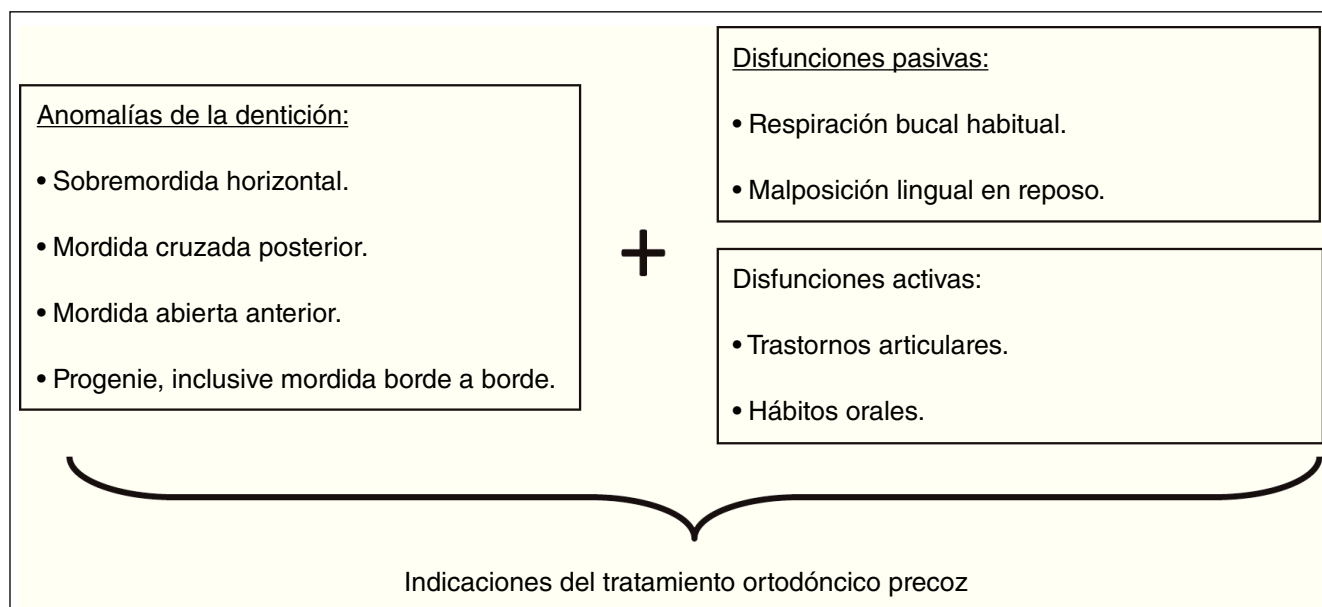 Anomalías de la dentición:
• Sobremordida horizontal.
• Mordida cruzada posterior.
• Mordida abierta anterior.
• Progenie, inclusive mordida borde a borde.
+
Disfunciones pasivas:
• Respiración bucal habitual.
• Malposición lingual en reposo.
Disfunciones activas:
• Trastornos articulares.
• Hábitos orales.
Indicaciones del tratamiento ortodóncico precoz